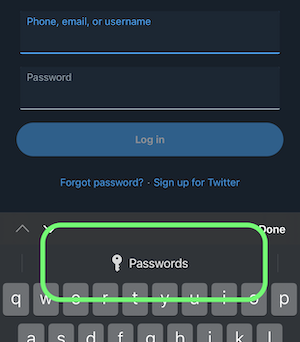 Phone, email, or username
Password
Log in
Forgot password? · Sign up for Twitter
Done
Passwords
q w e r t y u i o p
a s d f g h j k l